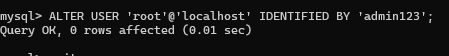 mysql> ALTER USER 'root'@'localhost' IDENTIFIED BY 'admin123';
Query OK, 0 rows affected (0.01 sec)